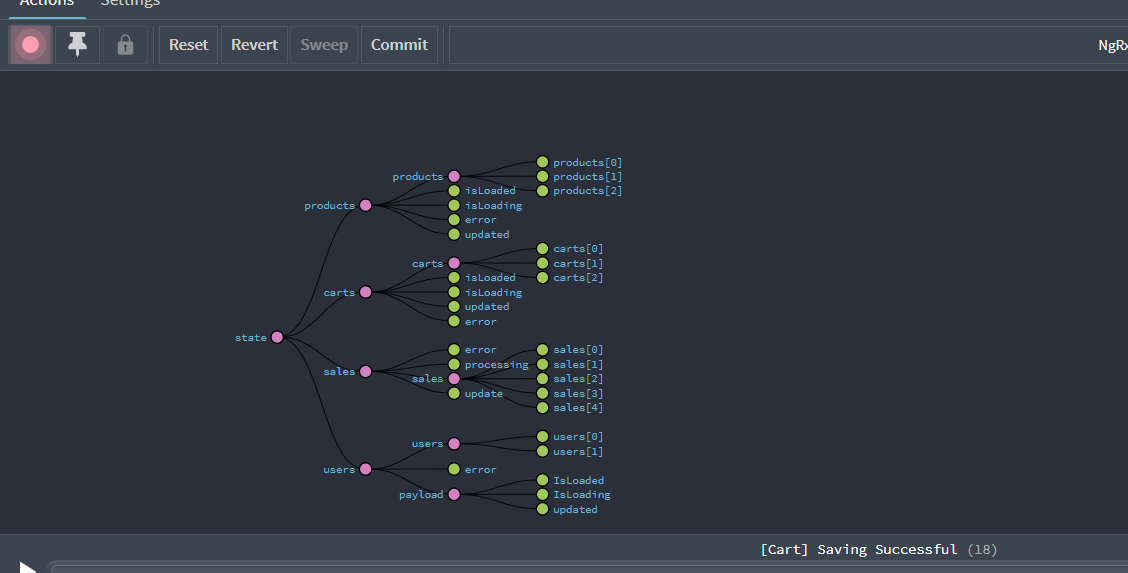 Actions Settings
Reset Revert Sweep Commit
products[0]
products products[1]
isLoaded products[2]
products isLoading
error
updated
carts[0]
carts carts[1]
isLoaded carts[2]
carts isLoading
updated
error
state
error sales[0]
processing sales[1]
sales sales sales[2]
update sales[3]
sales[4]
users[0]
users users[1]
users error
IsLoaded
payload IsLoading
updated
[Cart] Saving Successful (18)